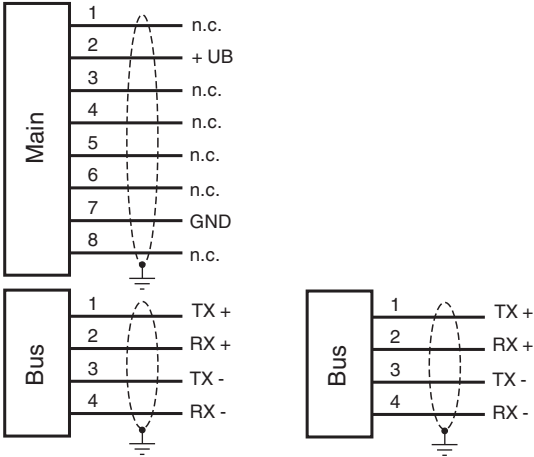 Main
1 n.c.
2 + UB
3 n.c.
4 n.c.
5 n.c.
6 n.c.
7 GND
8 n.c.
Bus
1 TX +
2 RX +
3 TX -
4 RX -
Bus
1 TX +
2 RX +
3 TX -
4 RX -